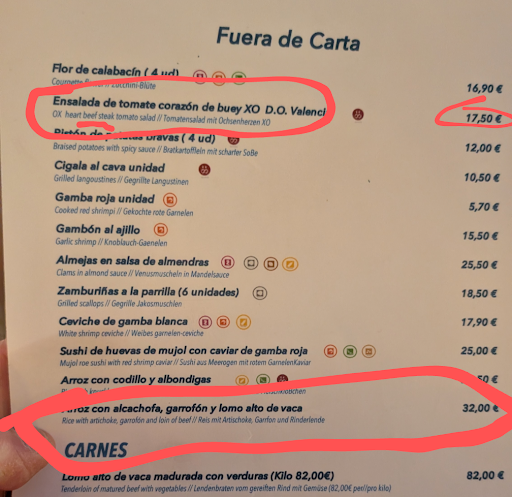 Fuera de Carta
Flor de calabacín ( 4 ud)
16,90 €
Ensalada de tomate corazón de buey XO D.O. Valenci
17,50 €
OX heart beef steak tomato salad // Tomatensalad mit Ochsenherzen XO
bravas ( 4 ud)
12,00 €
Braised potatoes with spicy sauce // Bratkartoffeln mit scharfer Soße
Cigala al cava unidad
10,50 €
Grilled langoustines // Gegrillte Langustinen
Gamba roja unidad
5,70 €
Cooked red shrimpi // Gekochte rote Garnelen
Gambón al ajillo
15,50 €
Garlic shrimp // Knoblauch-Gaenelen
Almejas en salsa de almendras
25,50 €
Clams in almond sauce // Venusmuscheln in Mandelsauce
Zamburiñas a la parrilla (6 unidades)
18,50 €
Grilled scallops // Gegrille Jakosmuschlen
Ceviche de gamba blanca
17,90 €
White shrimp ceviche // Weibes garnelen-ceviche
Sushi de huevas de mujol con caviar de gamba roja
25,00 €
Mujol roe sushi with red shrimp caviar // Sushi aus Meerogen mit rotem GarnelenKaviar
Arroz con codillo y albondigas
50 €
Arroz con alcachofa, garrofón y lomo alto de vaca
32,00 €
Rice with artichoke, garrofón and loin of beef // Reis mit Artischoke, Garfon und Rinderlende
CARNES
Lomo alto de vaca madurada con verduras (Kilo 82,00€)
82,00 €
Tenderloin of matured beef with vegetables // Lendenbraten vom gereiften Rind mit Gemüse (82,00€ perl/pro kilo)